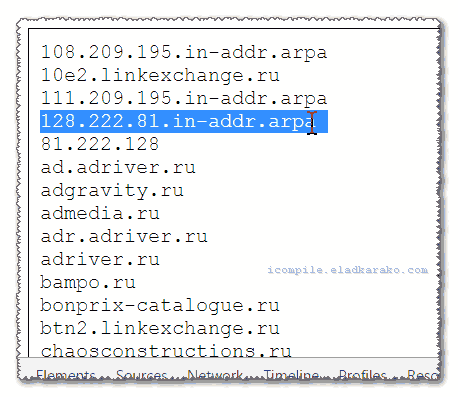 108.209.195.in-addr.arpa
10e2.linkexchange.ru
111.209.195.in-addr.arpa
128.222.81.in-addr.arpa
81.222.128
ad.adriver.ru
adgravity.ru
admedia.ru
adr.adriver.ru
adriver.ru
icompile.eladkarako.com
bampo.ru
bonprix-catalogue.ru
btn2.linkexchange.ru
chaosconstructions.ru
Elements Sources Network Timeline Profiles Reso